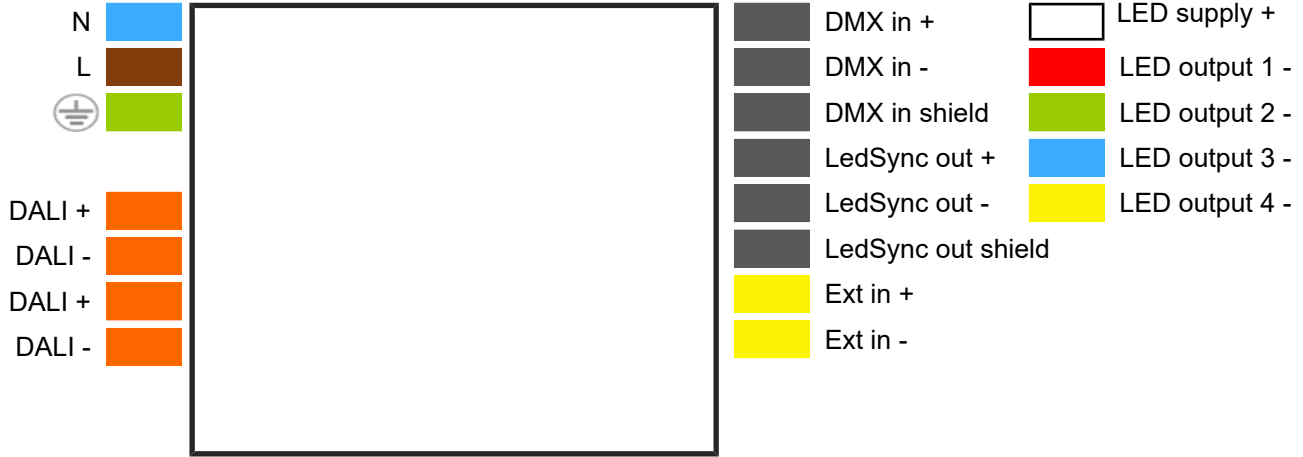 N
L
DALI +
DALI -
DALI +
DALI -
DMX in +
DMX in -
DMX in shield
LedSync out +
LedSync out -
LedSync out shield
Ext in +
Ext in -
LED supply +
LED output 1 -
LED output 2 -
LED output 3 -
LED output 4 -